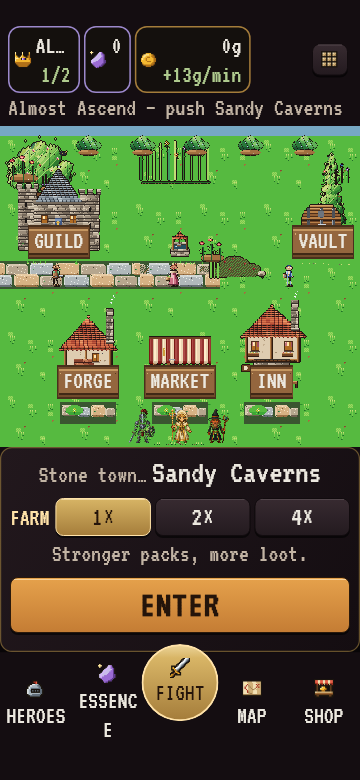 AL… 0 0g
1/2 +13g/min
Almost Ascend – push Sandy Caverns
GUILD
VAULT
FORGE MARKET INN
Stone town… Sandy Caverns
FARM 1X 2X 4X
Stronger packs, more loot.
ENTER
HEROES
ESSENC
E
FIGHT
MAP
SHOP